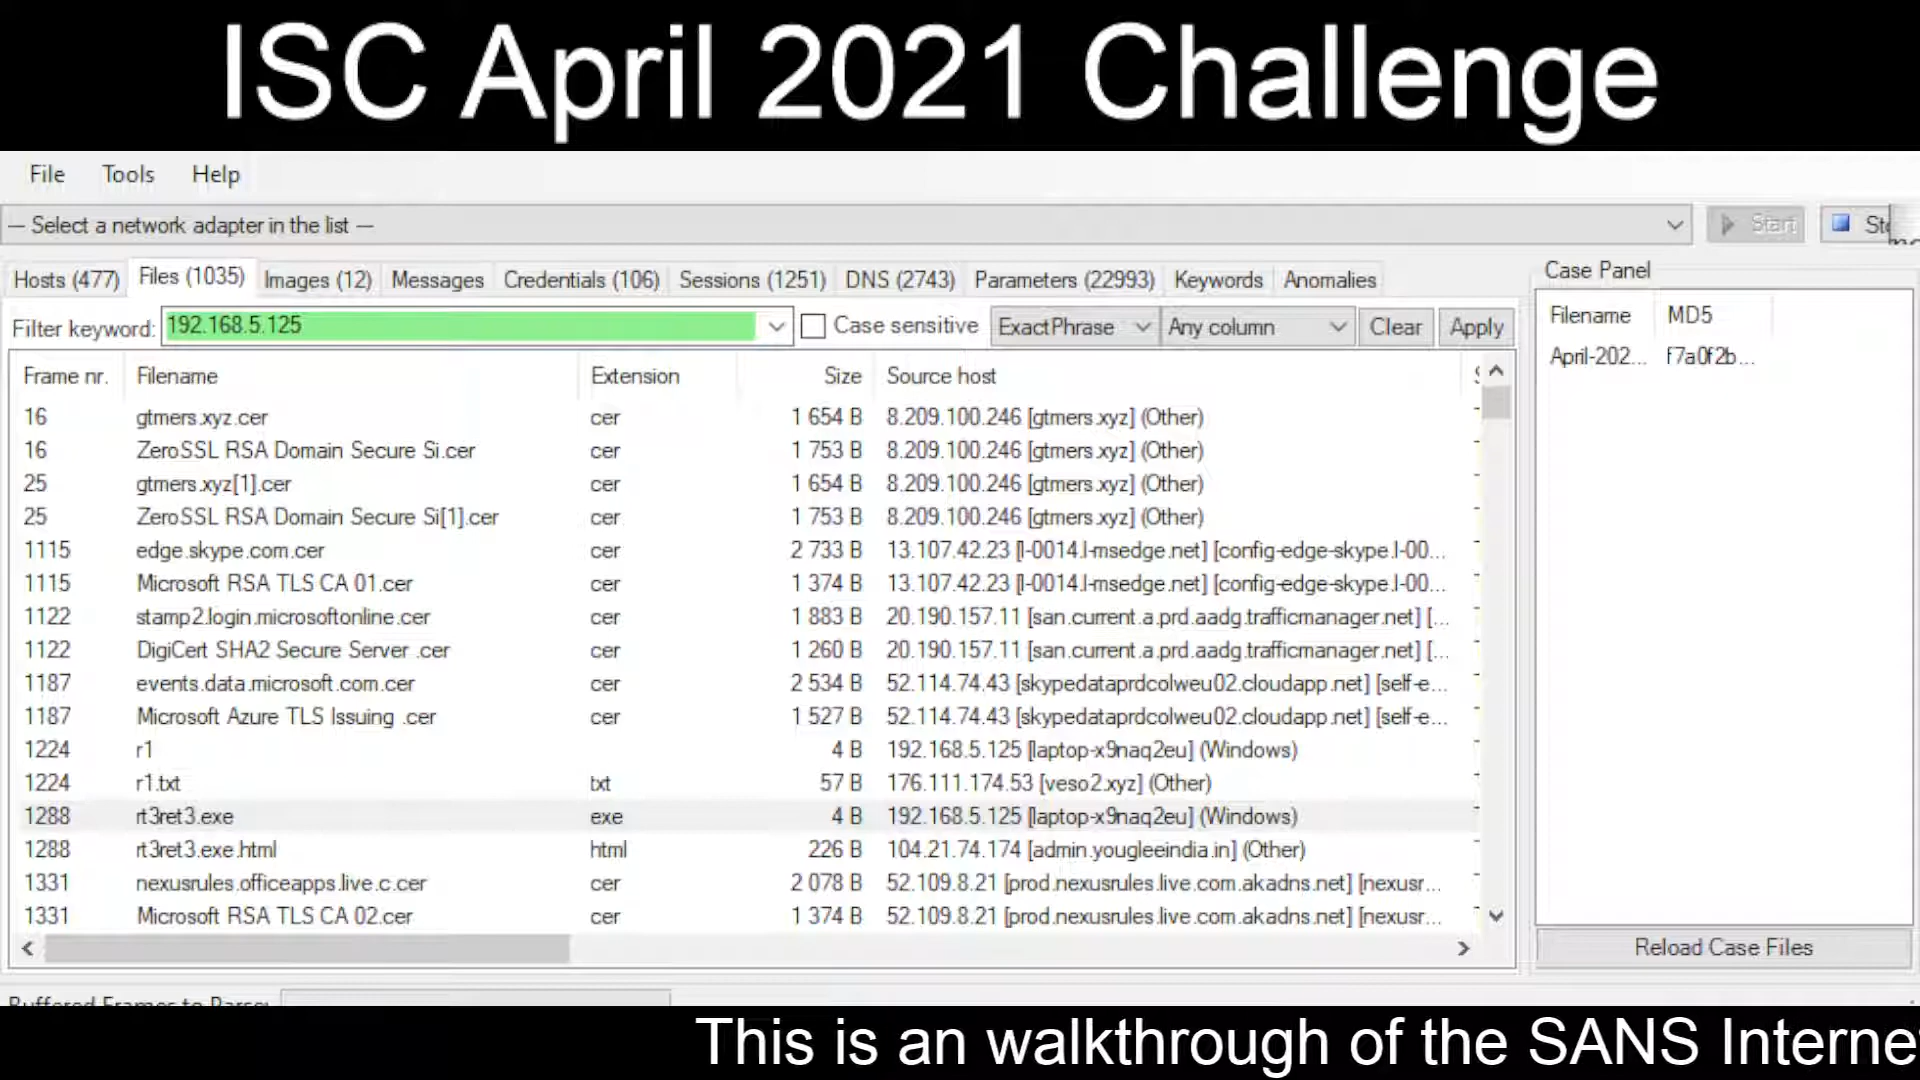 ISC April 2021 Challenge
File Tools Help
— Select a network adapter in the list —
Start
Hosts (477) Files (1035) Images (12) Messages Credentials (106) Sessions (1251) DNS (2743) Parameters (22993) Keywords Anomalies
Case Panel
Filter keyword: 192.168.5.125 Case sensitive ExactPhrase Any column Clear Apply
Filename MD5
April-202... f7a0f2b...
Frame nr. Filename Extension Size Source host
16 gtmers.xyz.cer cer 1 654 B 8.209.100.246 [gtmers.xyz] (Other)
16 ZeroSSL RSA Domain Secure Si.cer cer 1 753 B 8.209.100.246 [gtmers.xyz] (Other)
25 gtmers.xyz[1].cer cer 1 654 B 8.209.100.246 [gtmers.xyz] (Other)
25 ZeroSSL RSA Domain Secure Si[1].cer cer 1 753 B 8.209.100.246 [gtmers.xyz] (Other)
1115 edge.skype.com.cer cer 2 733 B 13.107.42.23 [l-0014.l-msedge.net] [config-edge-skype.l-00...
1115 Microsoft RSA TLS CA 01.cer cer 1 374 B 13.107.42.23 [l-0014.l-msedge.net] [config-edge-skype.l-00...
1122 stamp2.login.microsoftonline.cer cer 1 883 B 20.190.157.11 [san.current.a.prd.aadg.trafficmanager.net] [...
1122 DigiCert SHA2 Secure Server .cer cer 1 260 B 20.190.157.11 [san.current.a.prd.aadg.trafficmanager.net] [...
1187 events.data.microsoft.com.cer cer 2 534 B 52.114.74.43 [skypedataprdcolweu02.cloudapp.net] [self-e...
1187 Microsoft Azure TLS Issuing .cer cer 1 527 B 52.114.74.43 [skypedataprdcolweu02.cloudapp.net] [self-e...
1224 r1 4 B 192.168.5.125 [laptop-x9naq2eu] (Windows)
1224 r1.txt txt 57 B 176.111.174.53 [veso2.xyz] (Other)
1288 rt3ret3.exe exe 4 B 192.168.5.125 [laptop-x9naq2eu] (Windows)
1288 rt3ret3.exe.html html 226 B 104.21.74.174 [admin.yougleeindia.in] (Other)
1331 nexusrules.officeapps.live.c.cer cer 2 078 B 52.109.8.21 [prod.nexusrules.live.com.akadns.net] [nexusr...
1331 Microsoft RSA TLS CA 02.cer cer 1 374 B 52.109.8.21 [prod.nexusrules.live.com.akadns.net] [nexusr...
Reload Case Files
Buffered Frames to Parse:
This is an walkthrough of the SANS Interne